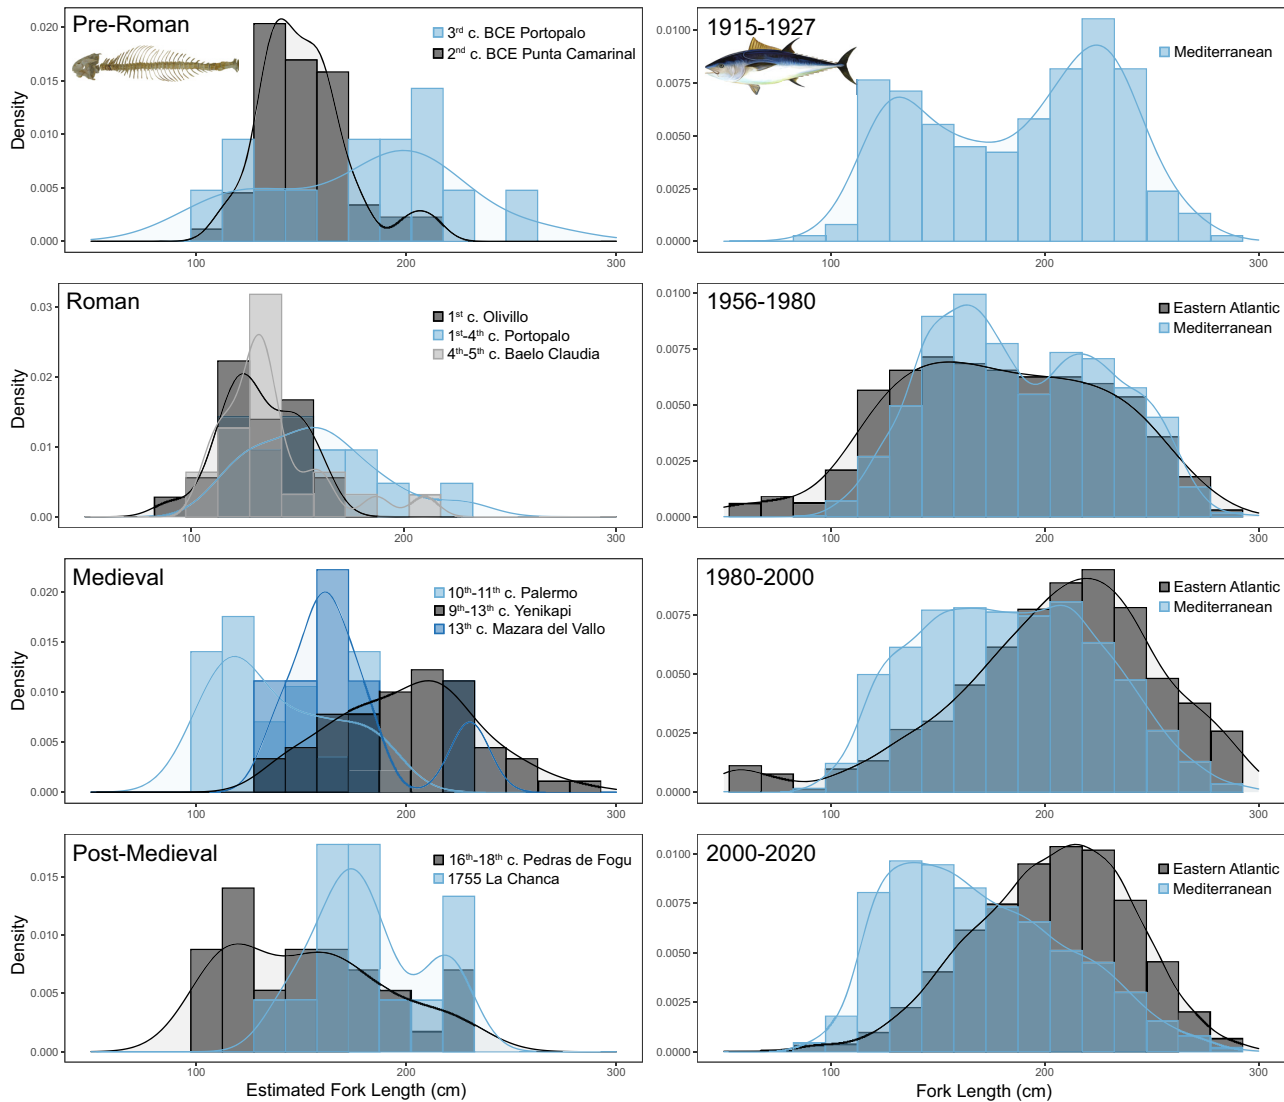 Pre-Roman
3rd c. BCE Portopalo
2nd c. BCE Punta Camarinal
Density
0.020
0.015
0.010
0.005
0.000
100
200
300
1915-1927
Mediterranean
0.0100
0.0075
0.0050
0.0025
0.0000
100
200
300
Roman
1st c. Olivillo
1st-4th c. Portopalo
4th-5th c. Baelo Claudia
Density
0.03
0.02
0.01
0.00
100
200
300
1956-1980
Eastern Atlantic
Mediterranean
0.0100
0.0075
0.0050
0.0025
0.0000
100
200
300
Medieval
10th-11th c. Palermo
9th-13th c. Yenikapi
13th c. Mazara del Vallo
Density
0.020
0.015
0.010
0.005
0.000
100
200
300
1980-2000
Eastern Atlantic
Mediterranean
0.0075
0.0050
0.0025
0.0000
100
200
300
Post-Medieval
16th-18th c. Pedras de Fogu
1755 La Chanca
Density
0.015
0.010
0.005
0.000
100
200
300
Estimated Fork Length (cm)
2000-2020
Eastern Atlantic
Mediterranean
0.0100
0.0075
0.0050
0.0025
0.0000
100
200
300
Fork Length (cm)